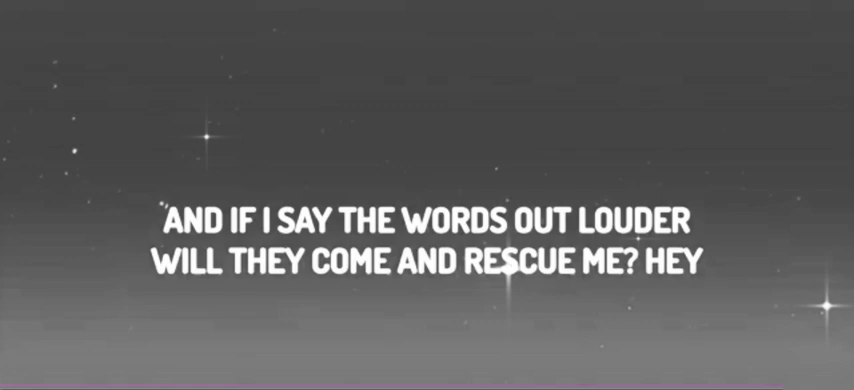 AND IF I SAY THE WORDS OUT LOUDER
WILL THEY COME AND RESCUE ME? HEY